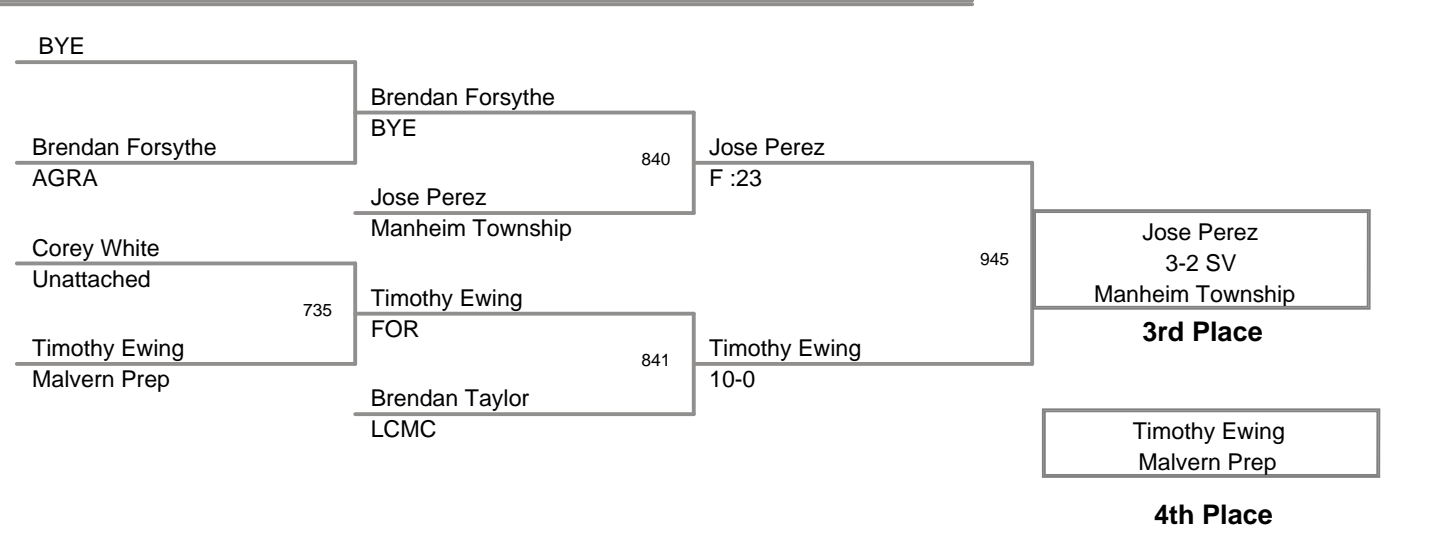 BYE
Brendan Forsythe
BYE
Brendan Forsythe
AGRA
840
Jose Perez
F :23
Jose Perez
Manheim Township
Corey White
Unattached
735
Timothy Ewing
FOR
Timothy Ewing
Malvern Prep
841
Timothy Ewing
10-0
Brendan Taylor
LCMC
945
Jose Perez
3-2 SV
Manheim Township
3rd Place
Timothy Ewing
Malvern Prep
4th Place